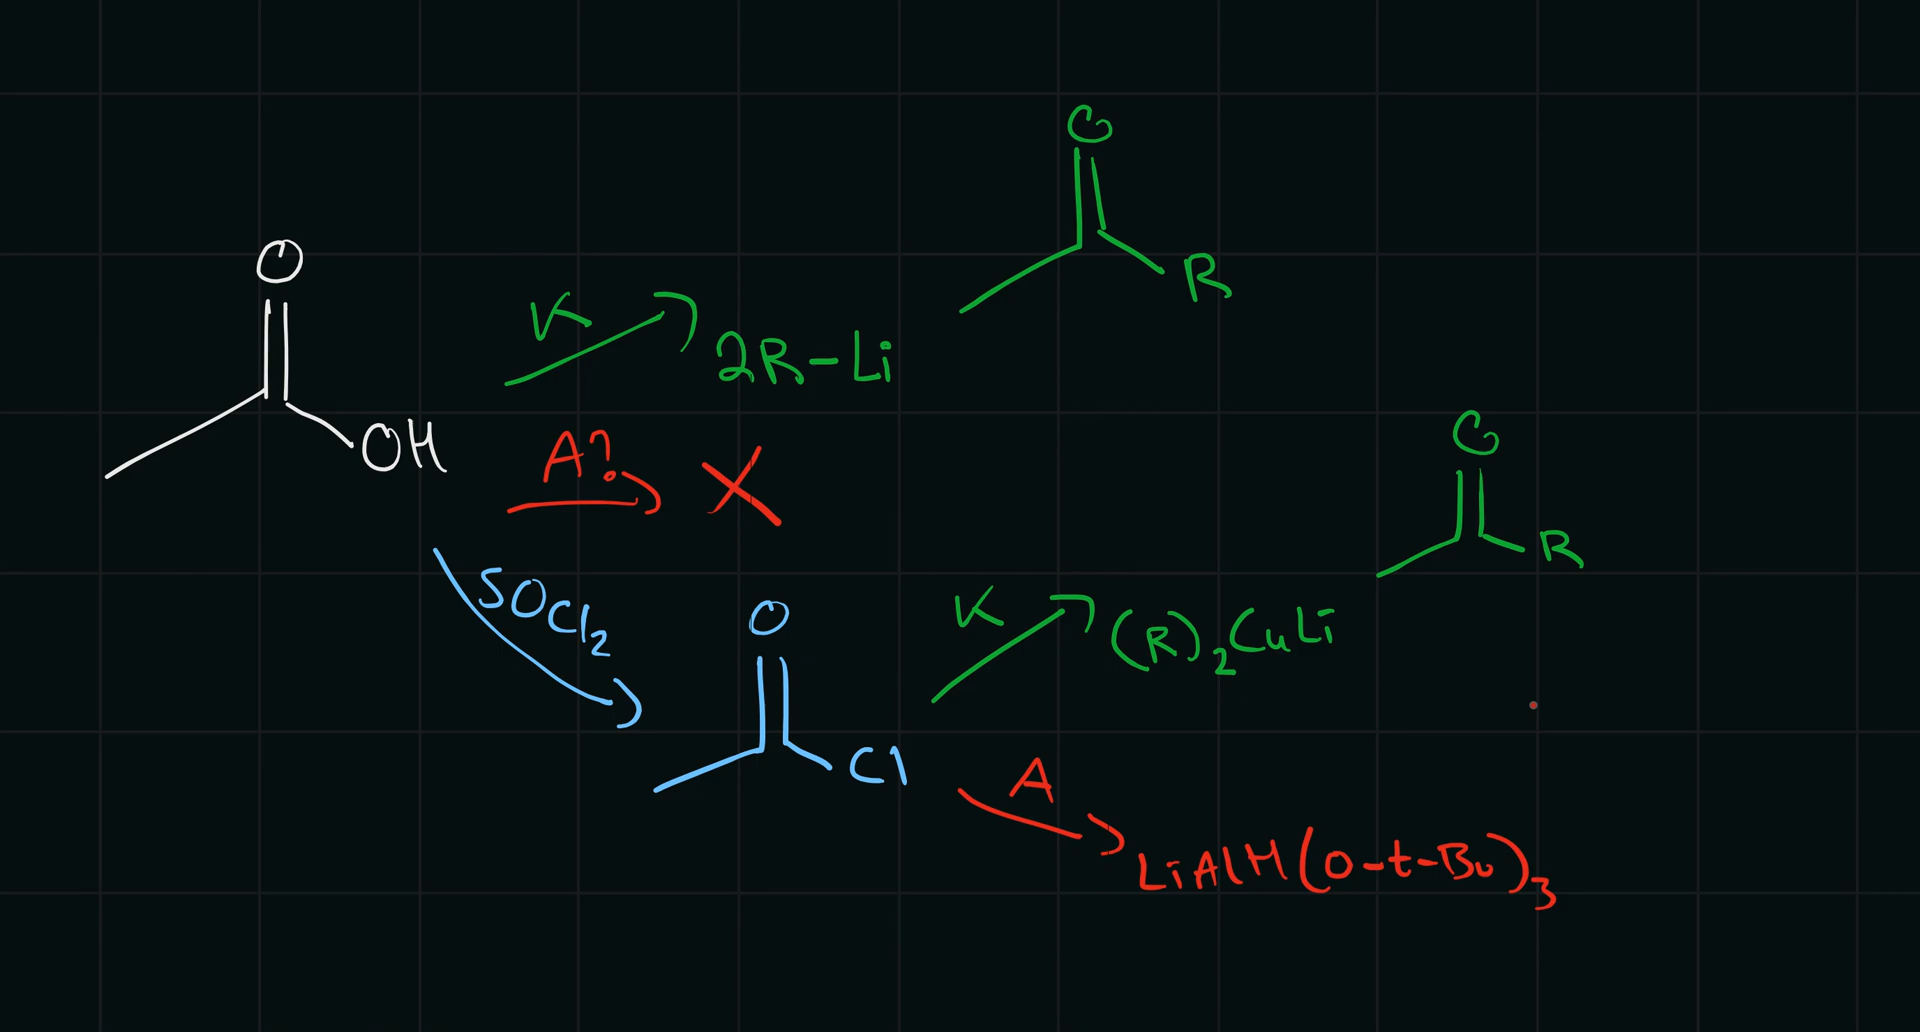 O
O
OH
K
2R-Li
R
A?
X
SOCl₂
O
Cl
K
(R)₂CuLi
O
R
A
LiAlH(O-t-Bu)₃